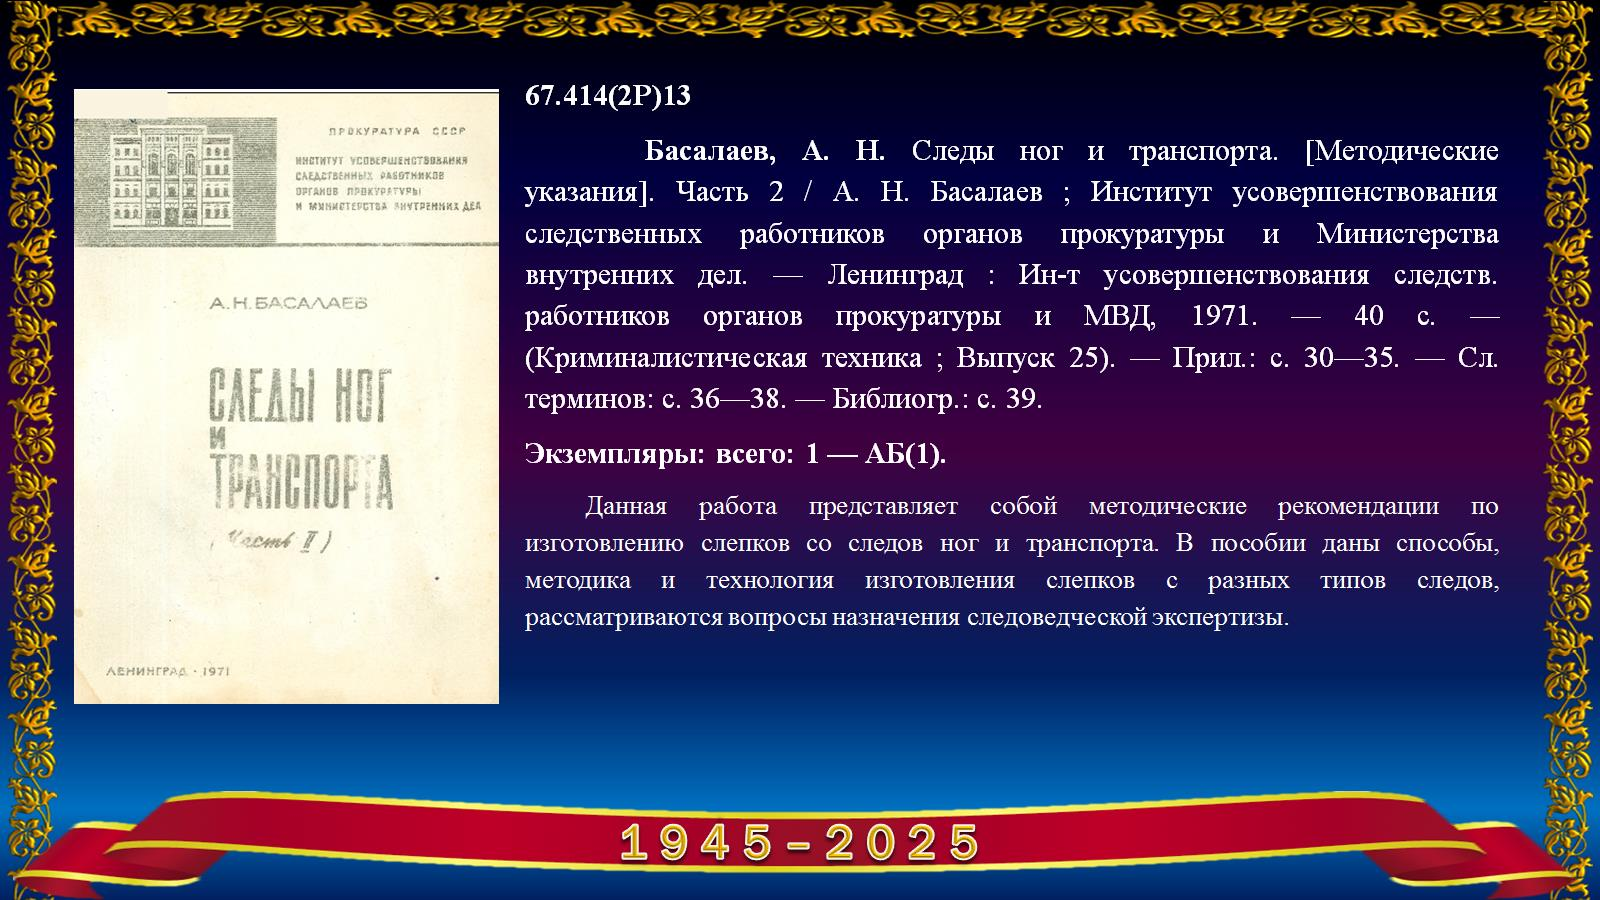 ПРОКУРАТУРА СССР
ИНСТИТУТ УСОВЕРШЕНСТВОВАНИЯ
СЛЕДСТВЕННЫХ РАБОТНИКОВ
ОРГАНОВ ПРОКУРАТУРЫ
И МИНИСТЕРСТВА ВНУТРЕННИХ ДЕЛ
А.Н.БАСАЛАЕВ
СЛЕДЫ НОГ
И
ТРАНСПОРТА
(Часть II)
ЛЕНИНГРАД · 1971
67.414(2Р)13
Басалаев, А. Н. Следы ног и транспорта. [Методические
указания]. Часть 2 / А. Н. Басалаев ; Институт усовершенствования
следственных работников органов прокуратуры и Министерства
внутренних дел. — Ленинград : Ин-т усовершенствования следств.
работников органов прокуратуры и МВД, 1971. — 40 с. —
(Криминалистическая техника ; Выпуск 25). — Прил.: с. 30—35. — Сл.
терминов: с. 36—38. — Библиогр.: с. 39.
Экземпляры: всего: 1 — АБ(1).
Данная работа представляет собой методические рекомендации по
изготовлению слепков со следов ног и транспорта. В пособии даны способы,
методика и технология изготовления слепков с разных типов следов,
рассматриваются вопросы назначения следоведческой экспертизы.
1945–2025